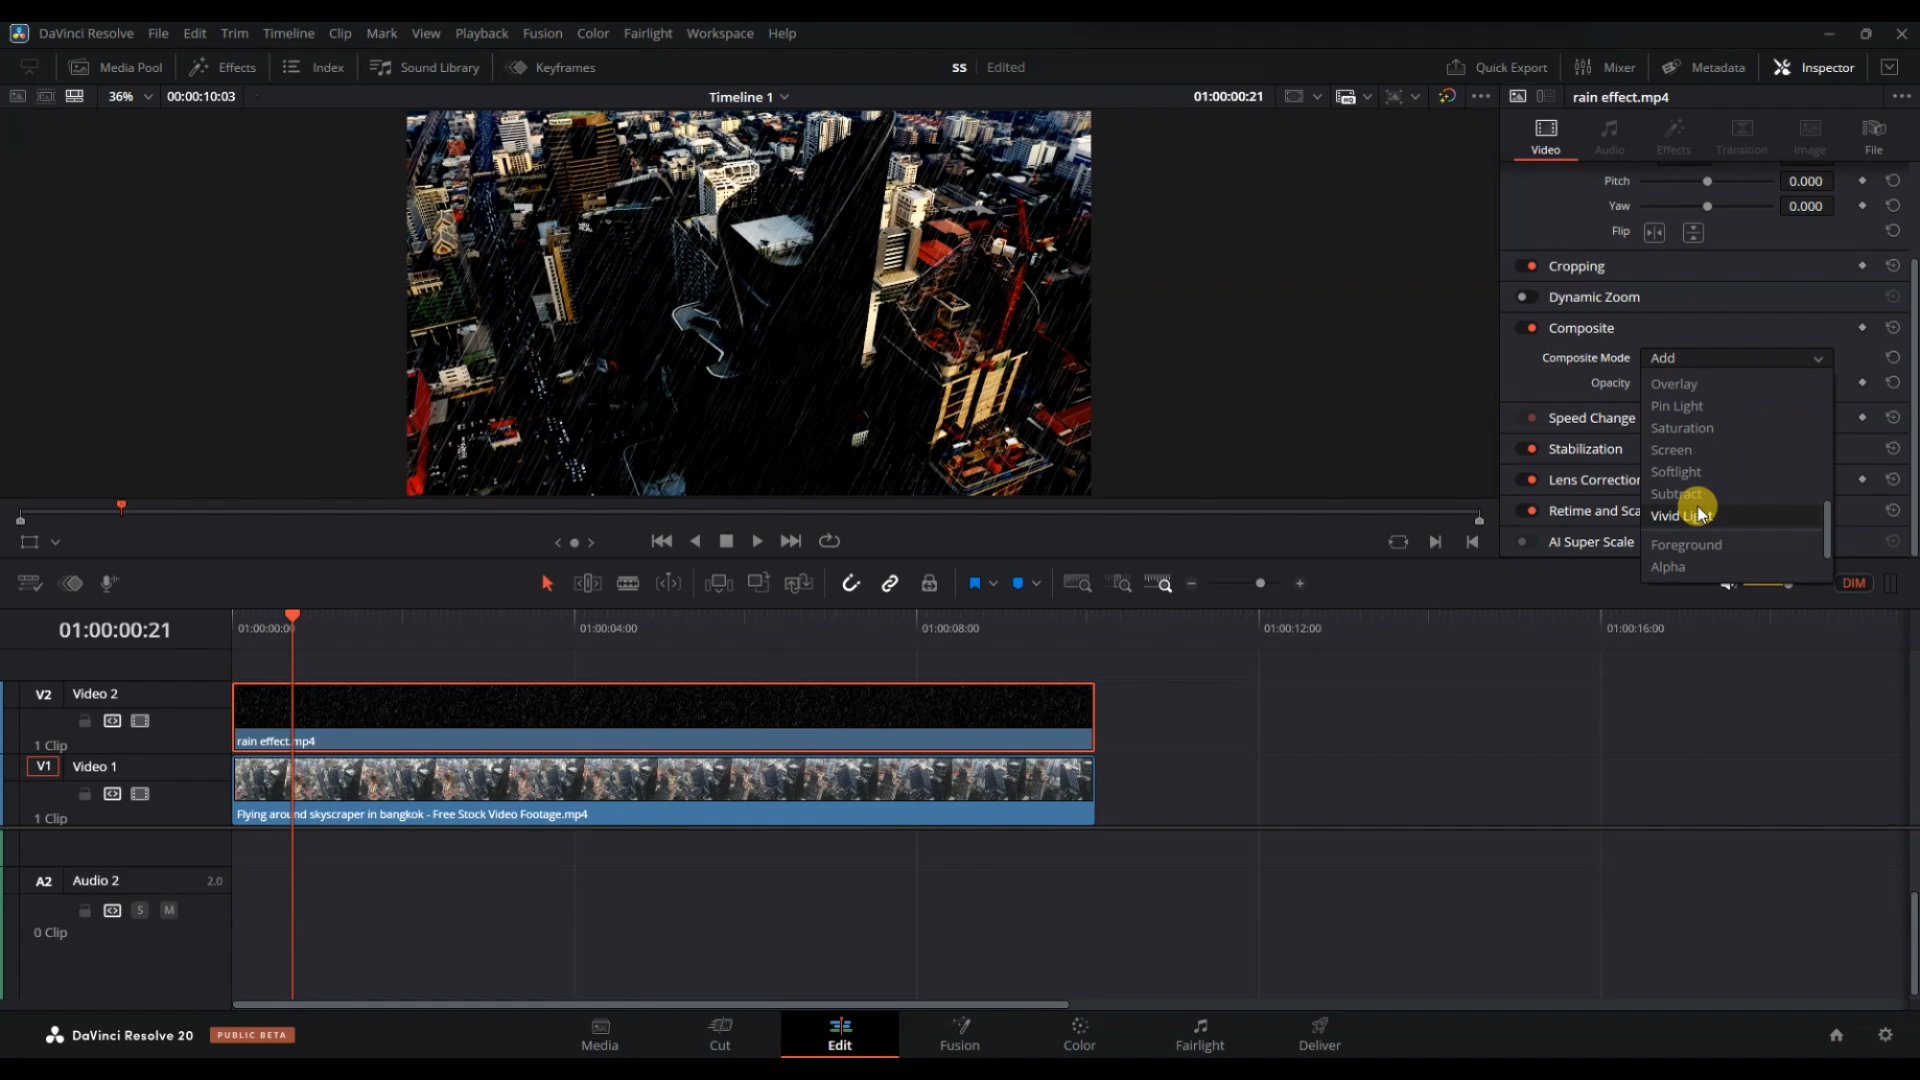 DaVinci Resolve File Edit Trim Timeline Clip Mark View Playback Fusion Color Fairlight Workspace Help
Media Pool Effects Index Sound Library Keyframes ss Edited Quick Export Mixer Metadata Inspector
36% 00:00:10:03 Timeline 1 01:00:00:21 HQ rain effect.mp4
Video Audio Effects Transition Image File
Pitch 0.000
Yaw 0.000
Flip
Cropping
Dynamic Zoom
Composite
Composite Mode Add
Opacity Overlay
Pin Light
Speed Change Saturation
Stabilization Screen
Lens Correction Softlight
Subtract
Retime and Sca Vivid Light
AI Super Scale Foreground
Alpha
DIM
01:00:00:21 01:00:00:00 01:00:04:00 01:00:08:00 01:00:12:00 01:00:16:00
V2 Video 2
1 Clip rain effect.mp4
V1 Video 1
1 Clip Flying around skyscraper in bangkok - Free Stock Video Footage.mp4
A2 Audio 2 2.0
S M
0 Clip
DaVinci Resolve 20 PUBLIC BETA Media Cut Edit Fusion Color Fairlight Deliver